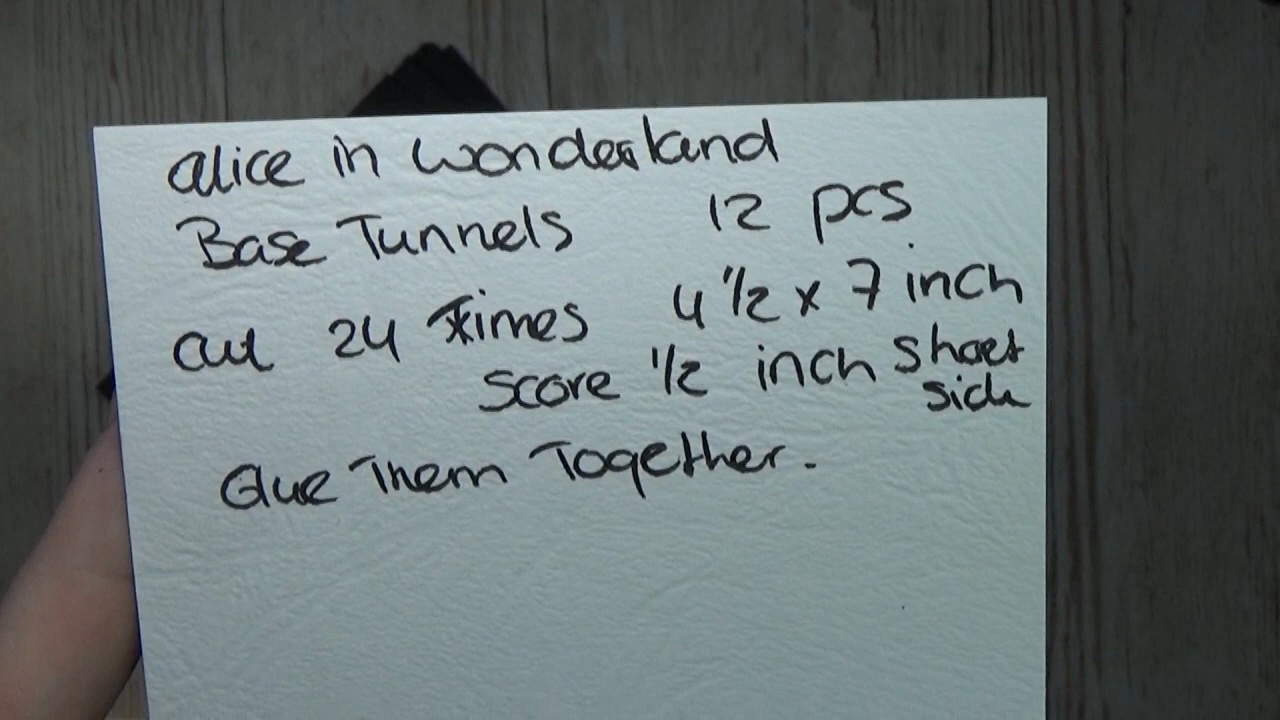 alice in wonderland
Base Tunnels 12 pcs
cut 24 times 4 1/2 x 7 inch
score 1/2 inch short side
Glue Them Together.